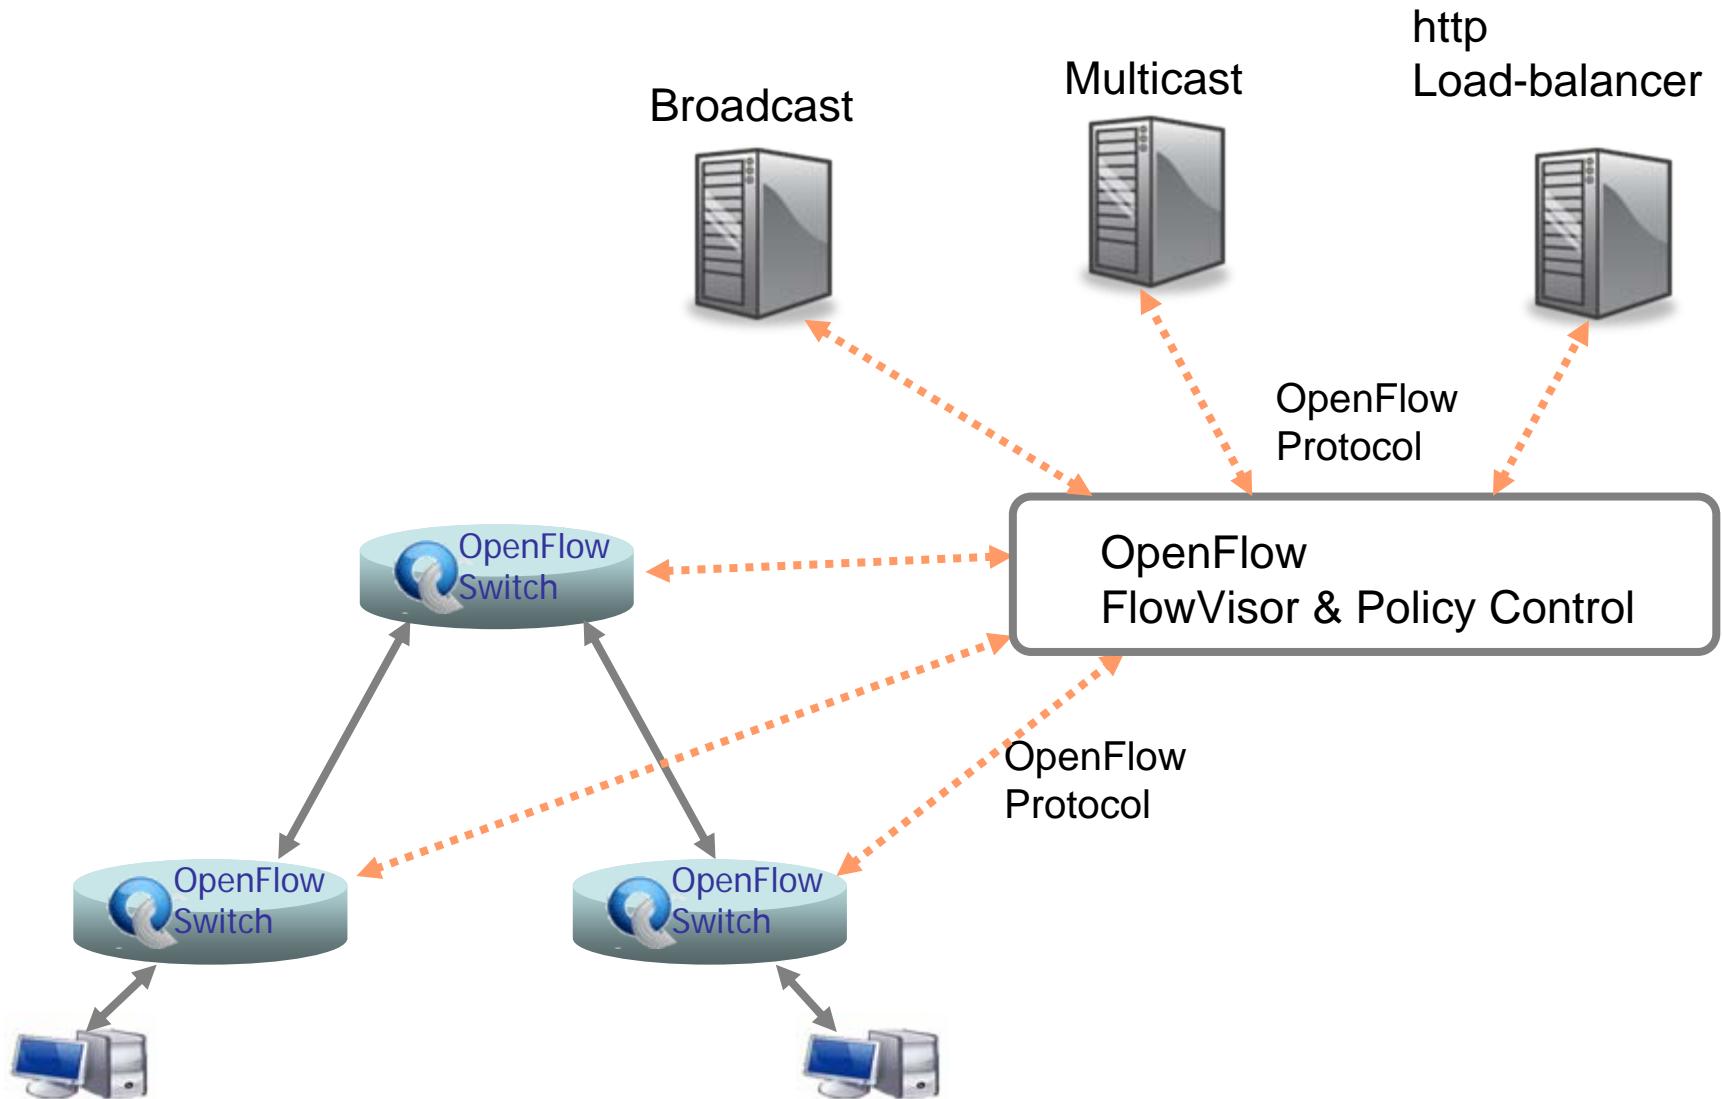 http
Load-balancer
Multicast
Broadcast
OpenFlow
Protocol
OpenFlow
FlowVisor & Policy Control
OpenFlow
Switch
OpenFlow
Protocol
OpenFlow
Switch
OpenFlow
Switch